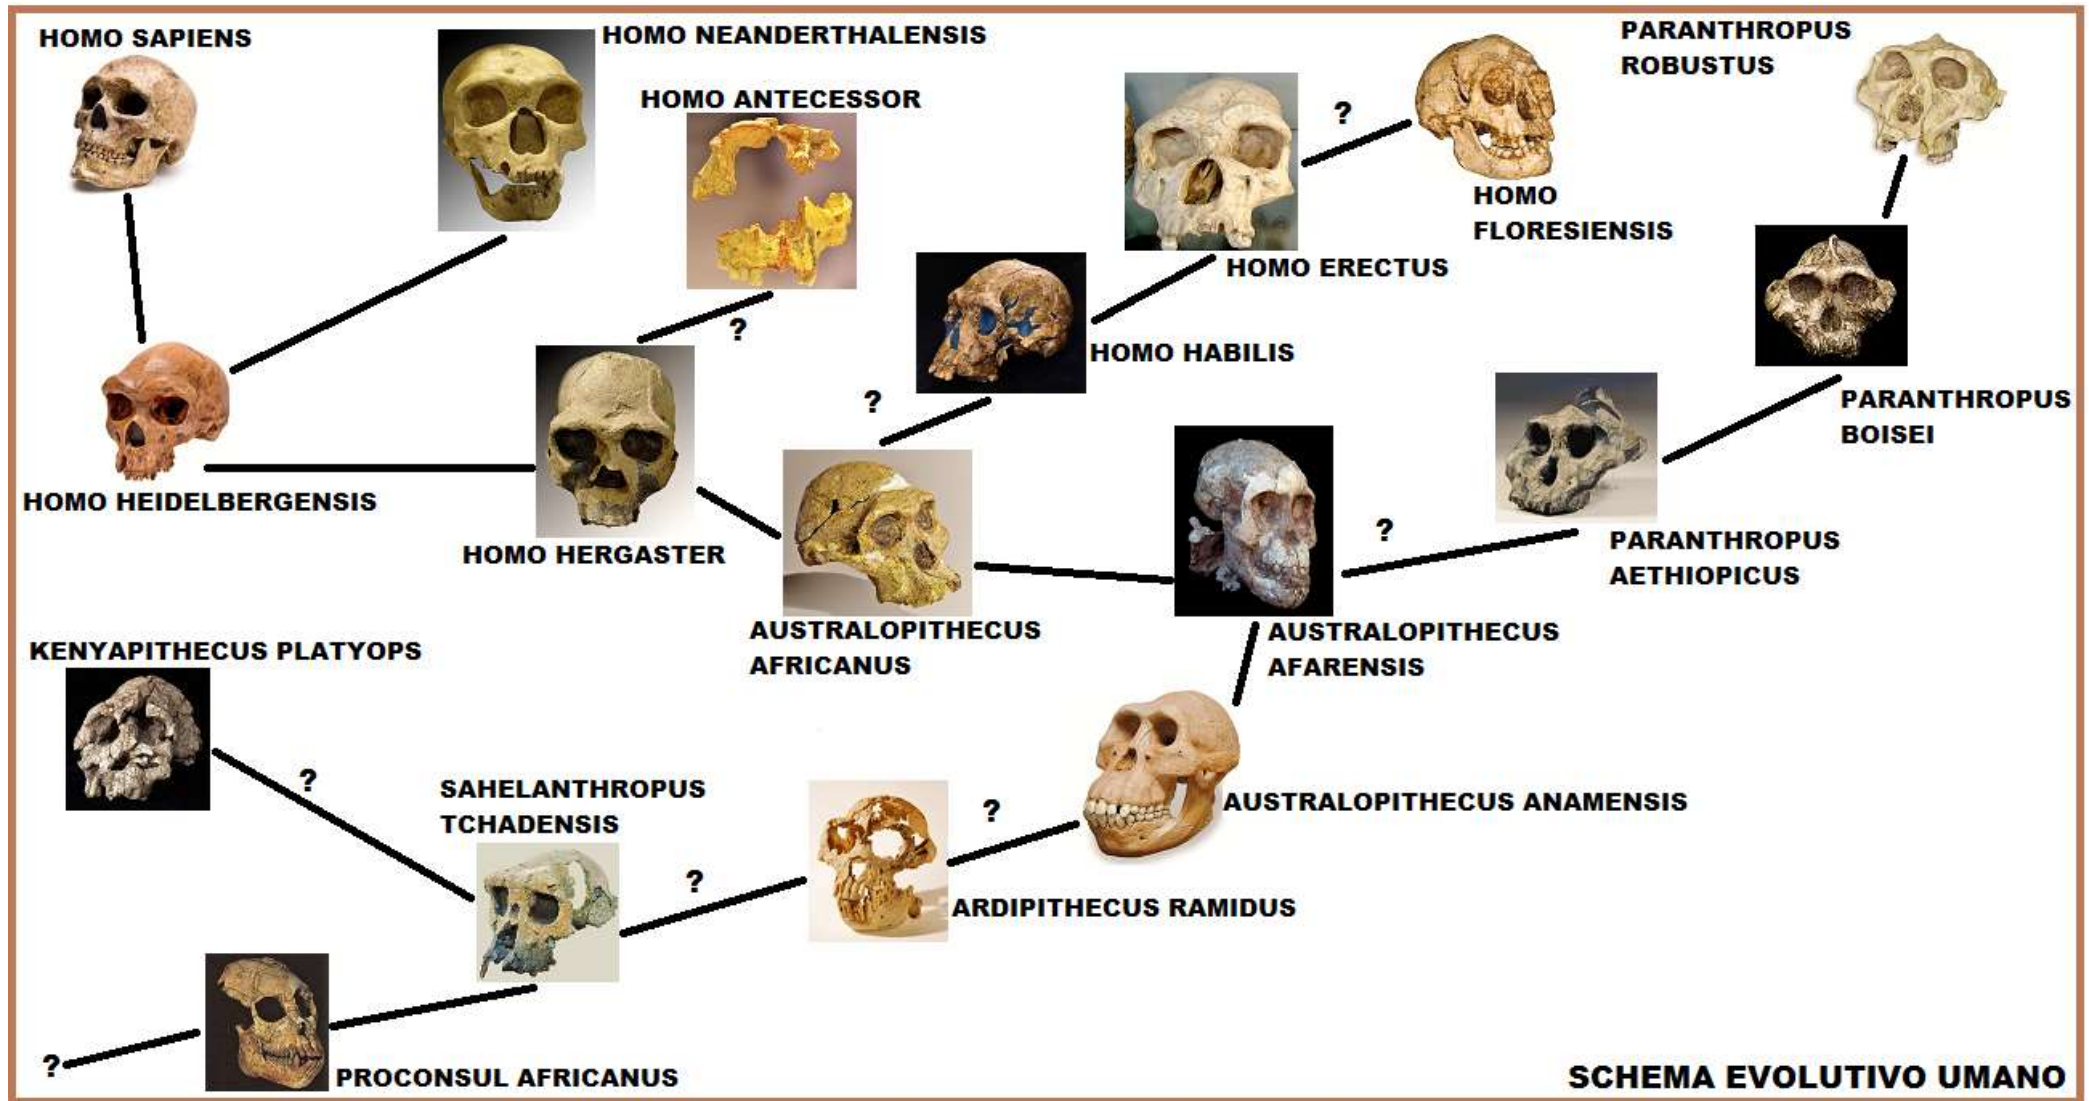 HOMO SAPIENS
HOMO NEANDERTHALENSIS
HOMO ANTECESSOR
PARANTHROPUS
ROBUSTUS
?
HOMO
FLORESIENSIS
HOMO ERECTUS
?
HOMO HABILIS
?
PARANTHROPUS
BOISEI
HOMO HEIDELBERGENSIS
HOMO HERGASTER
?
PARANTHROPUS
AETHIOPICUS
AUSTRALOPITHECUS
AFRICANUS
AUSTRALOPITHECUS
AFARENSIS
KENYAPITHECUS PLATYOPS
?
SAHELANTHROPUS
TCHADENSIS
?
AUSTRALOPITHECUS ANAMENSIS
?
ARDIPITHECUS RAMIDUS
?
PROCONSUL AFRICANUS
SCHEMA EVOLUTIVO UMANO